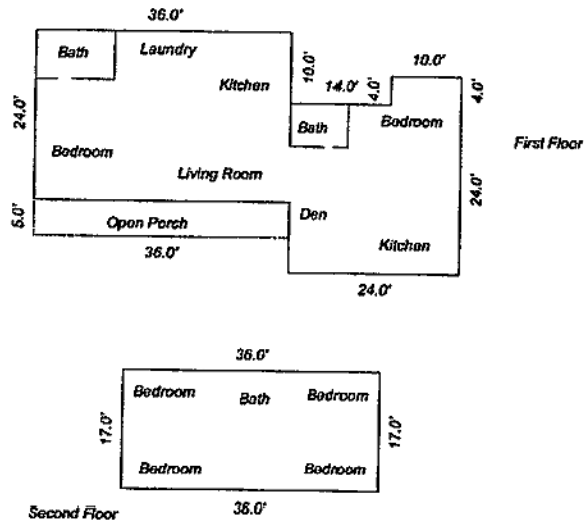 36.0'
Bath
Laundry
Kitchen
10.0'
14.0'
4.0'
10.0'
4.0'
24.0'
Bath
Bedroom
First Floor
Bedroom
Living Room
24.0'
5.0'
Open Porch
Den
36.0'
Kitchen
24.0'
36.0'
Bedroom
Bath
Bedroom
17.0'
17.0'
Bedroom
Bedroom
Second Floor
36.0'